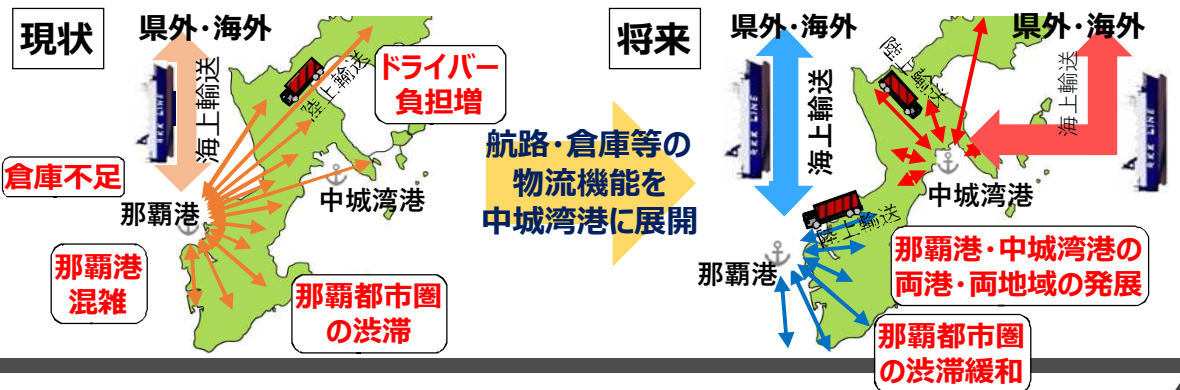 現状
県外・海外
海上輸送
RKK LINE
陸上輸送
ドライバー
負担増
倉庫不足
那覇港
中城湾港
那覇港
混雑
那覇都市圏
の渋滞
航路・倉庫等の
物流機能を
中城湾港に展開
将来
県外・海外
海上輸送
RKK LINE
陸上輸送
県外・海外
海上輸送
RKK LINE
中城湾港
陸上輸送
那覇港
那覇港・中城湾港の
両港・両地域の発展
那覇都市圏
の渋滞緩和